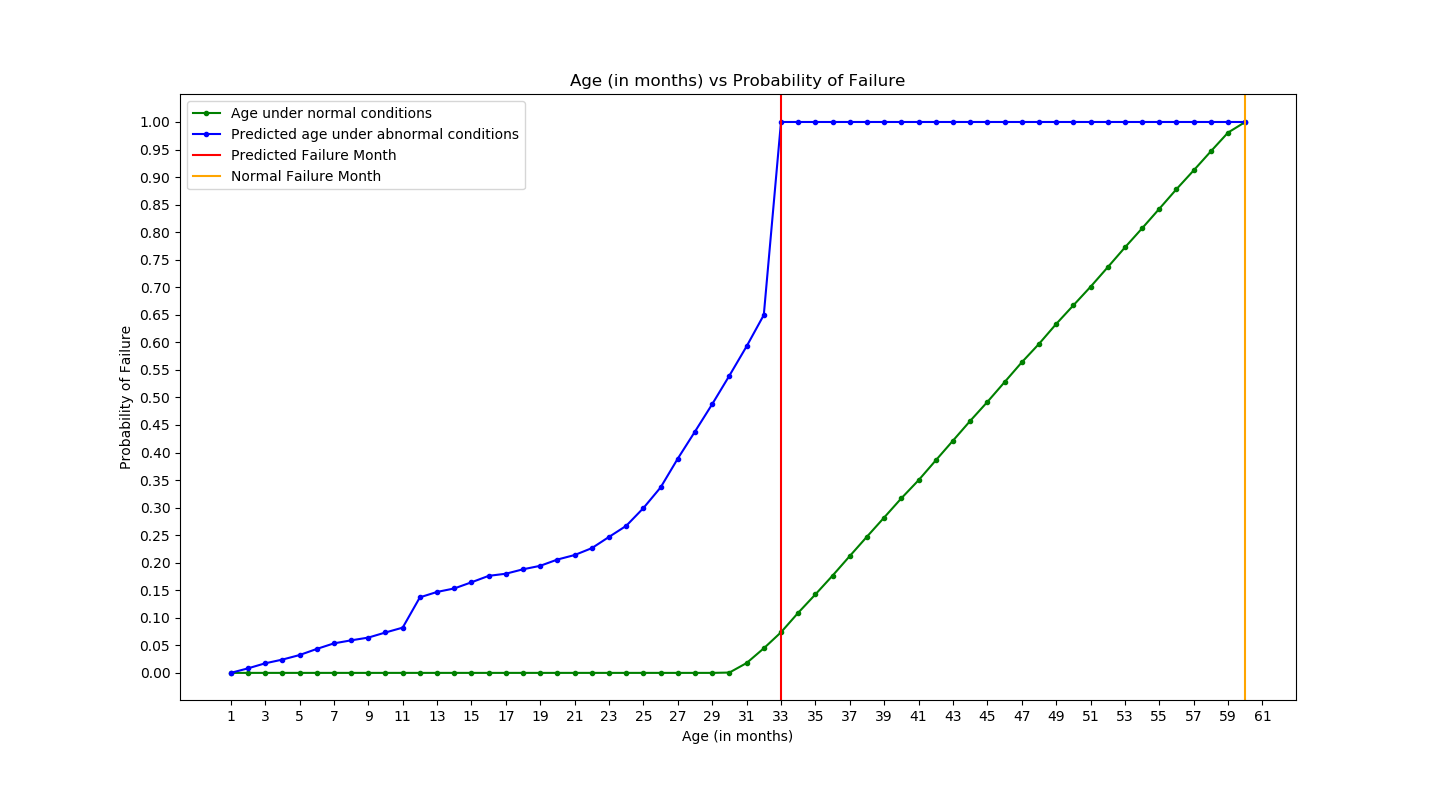 Age (in months) vs Probability of Failure
Age under normal conditions
Predicted age under abnormal conditions
Predicted Failure Month
Normal Failure Month
Probability of Failure
1.00
0.95
0.90
0.85
0.80
0.75
0.70
0.65
0.60
0.55
0.50
0.45
0.40
0.35
0.30
0.25
0.20
0.15
0.10
0.05
0.00
1 3 5 7 9 11 13 15 17 19 21 23 25 27 29 31 33 35 37 39 41 43 45 47 49 51 53 55 57 59 61
Age (in months)